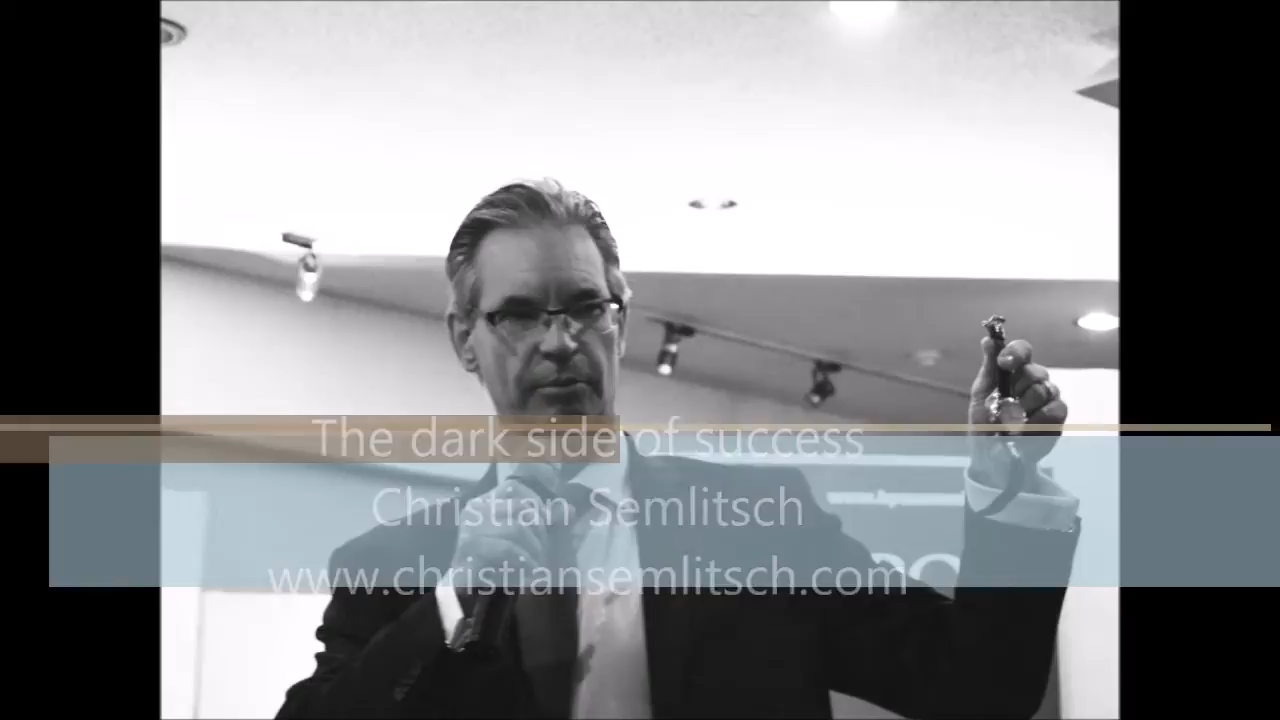 The dark side of success
Christian Semlitsch
www.christiansemlitsch.com